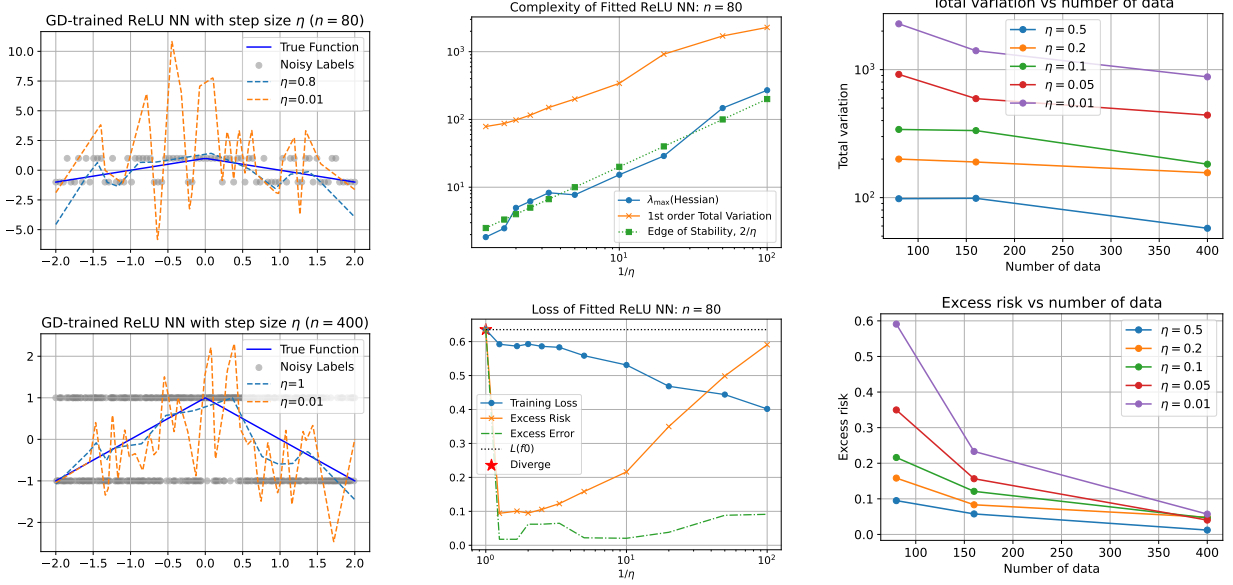 GD-trained ReLU NN with step size η (n = 80)
10.0
7.5
5.0
2.5
0.0
−2.5
−5.0
True Function
Noisy Labels
η=0.8
η=0.01
−2.0 −1.5 −1.0 −0.5 0.0 0.5 1.0 1.5 2.0
Complexity of Fitted ReLU NN: n = 80
10³
10²
10¹
λmax(Hessian)
1st order Total Variation
Edge of Stability, 2/η
10¹ 10²
1/η
Total variation vs number of data
Total variation
10³
10²
η = 0.5
η = 0.2
η = 0.1
η = 0.05
η = 0.01
100 150 200 250 300 350 400
Number of data
GD-trained ReLU NN with step size η (n = 400)
2
1
0
−1
−2
True Function
Noisy Labels
η=1
η=0.01
−2.0 −1.5 −1.0 −0.5 0.0 0.5 1.0 1.5 2.0
Loss of Fitted ReLU NN: n = 80
0.6
0.5
0.4
0.3
0.2
0.1
0.0
Training Loss
Excess Risk
Excess Error
L(f0)
Diverge
10⁰ 10¹ 10²
1/η
Excess risk vs number of data
Excess risk
0.6
0.5
0.4
0.3
0.2
0.1
0.0
η = 0.5
η = 0.2
η = 0.1
η = 0.05
η = 0.01
100 150 200 250 300 350 400
Number of data